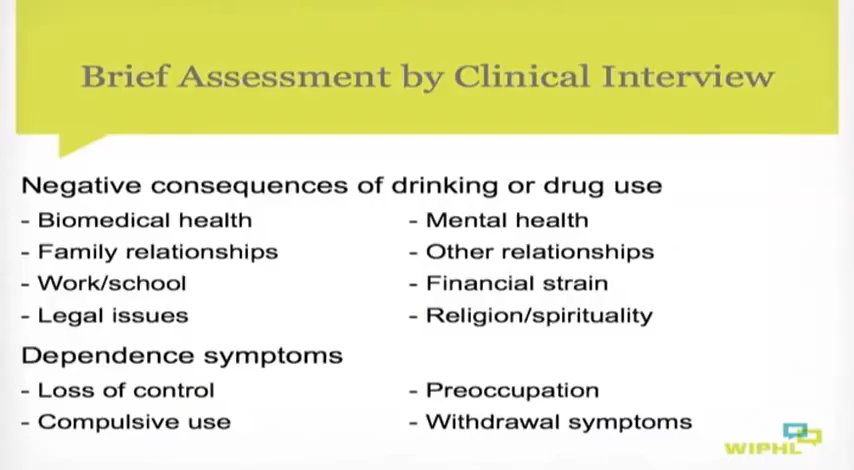 Brief Assessment by Clinical Interview
Negative consequences of drinking or drug use
- Biomedical health
- Mental health
- Family relationships
- Other relationships
- Work/school
- Financial strain
- Legal issues
- Religion/spirituality
Dependence symptoms
- Loss of control
- Preoccupation
- Compulsive use
- Withdrawal symptoms
WIPHL